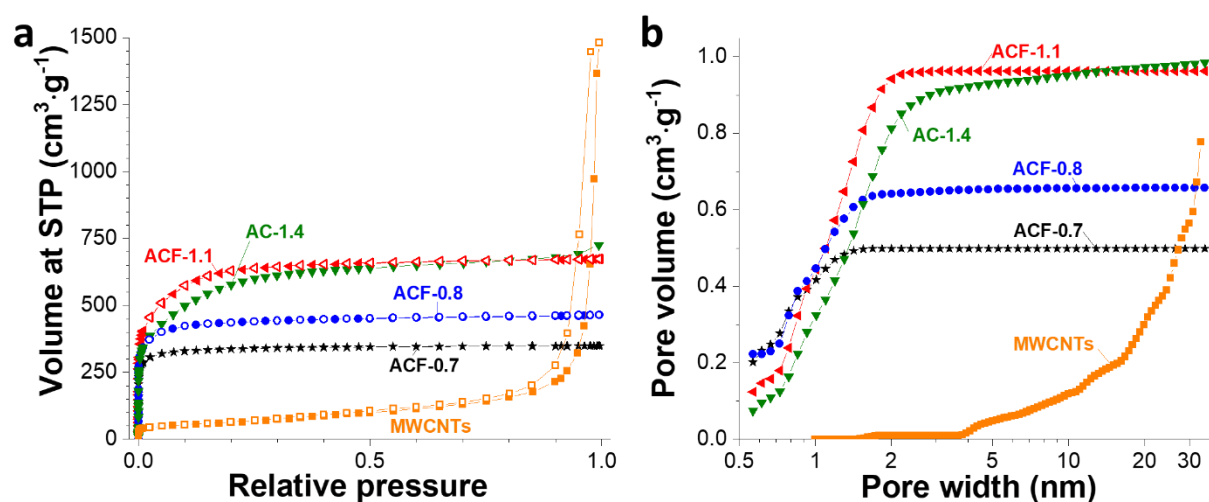 a
Volume at STP (cm³·g⁻¹)
1500
1250
1000
750
500
250
0
0.0
0.5
1.0
Relative pressure
ACF-1.1
AC-1.4
ACF-0.8
ACF-0.7
MWCNTs
b
Pore volume (cm³·g⁻¹)
1.0
0.8
0.6
0.4
0.2
0.0
0.5
1
2
5
10
20
30
Pore width (nm)
ACF-1.1
AC-1.4
ACF-0.8
ACF-0.7
MWCNTs